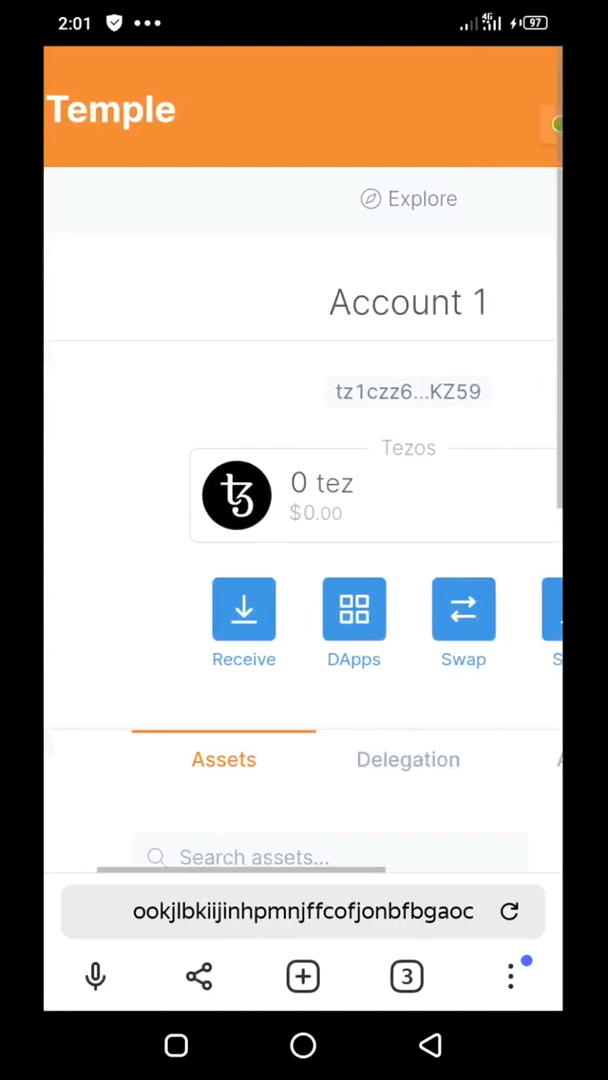 2:01
4G
97
Temple
Explore
Account 1
tz1czz6...KZ59
Tezos
0 tez
$0.00
Receive
DApps
Swap
S
Assets
Delegation
A
Search assets...
ookjlbkiijinhpmnjffcofjonbfbgaoc
3